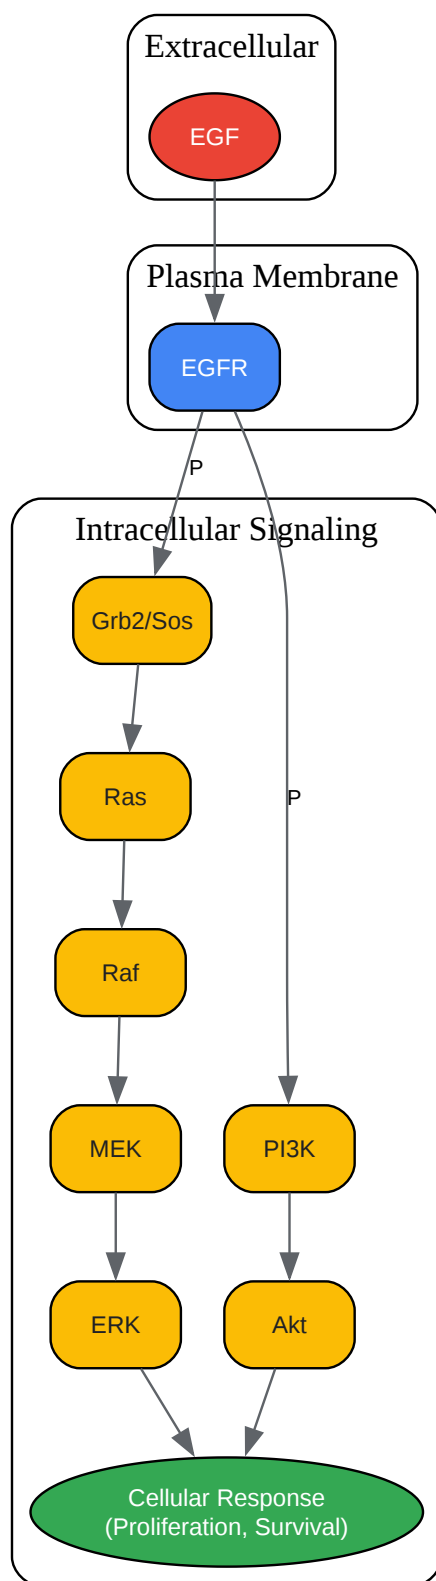 Extracellular
EGF
Plasma Membrane
EGFR
P
Intracellular Signaling
Grb2/Sos
Ras
P
Raf
MEK
PI3K
ERK
Akt
Cellular Response
(Proliferation, Survival)